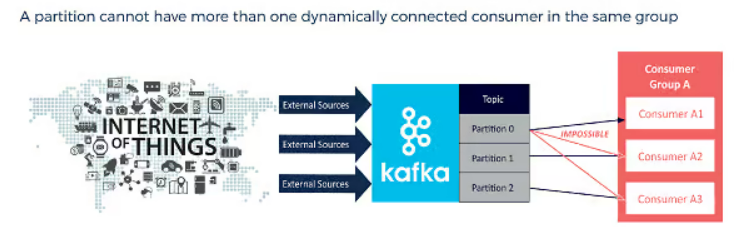 A partition cannot have more than one dynamically connected consumer in the same group
INTERNET
OF THINGS
External Sources
External Sources
External Sources
kafka
Topic
Partition 0
Partition 1
Partition 2
IMPOSSIBLE
Consumer
Group A
Consumer A1
Consumer A2
Consumer A3